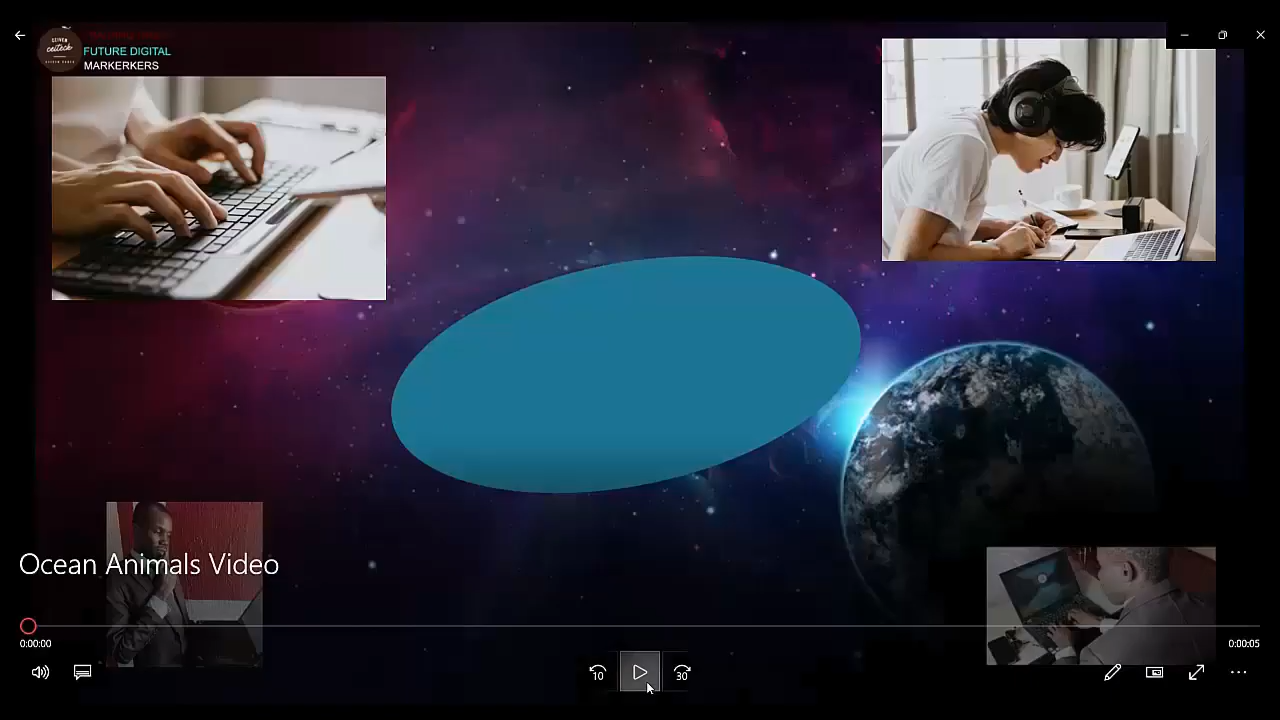 FUTURE DIGITAL
MARKERKERS
Ocean Animals Video
0:00:00
0:00:05
10
30